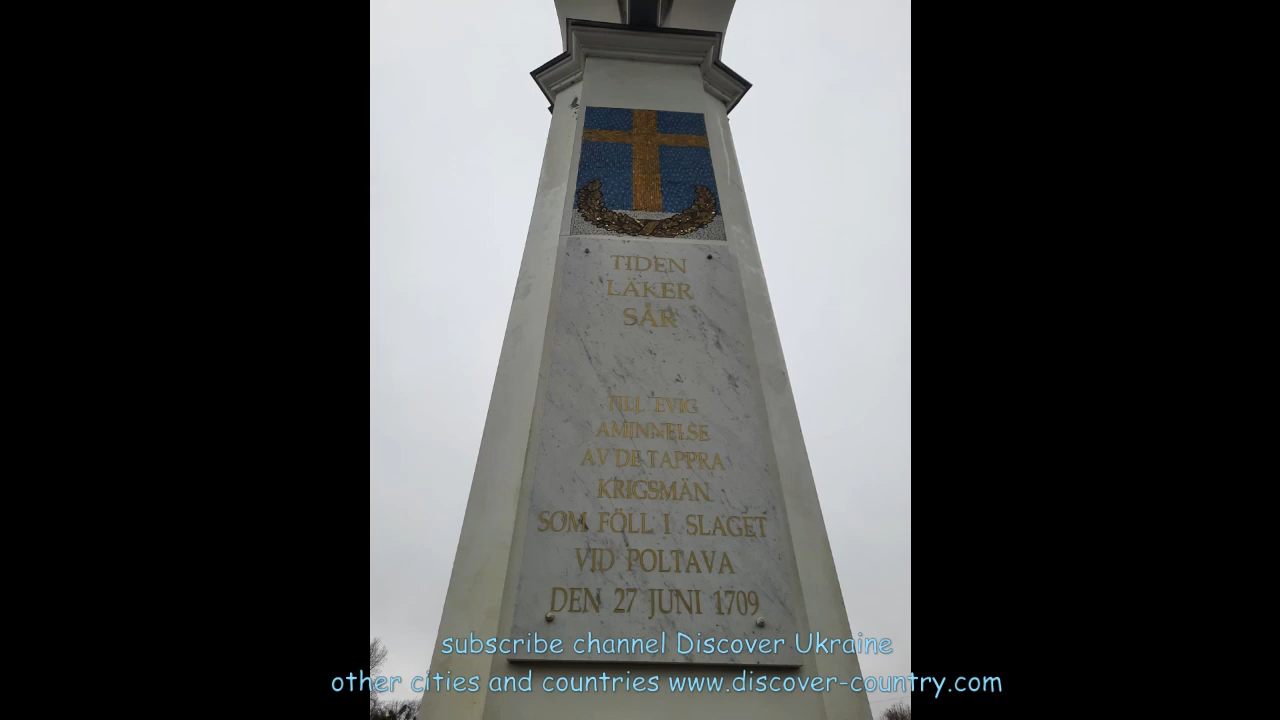 TIDEN
LÄKER
SÅR
TILL EVIG
ÅMINNELSE
AV DE TAPPRA
KRIGSMÄN
SOM FÖLL I SLAGET
VID POLTAVA
DEN 27 JUNI 1709
subscribe channel Discover Ukraine
other cities and countries www.discover-country.com